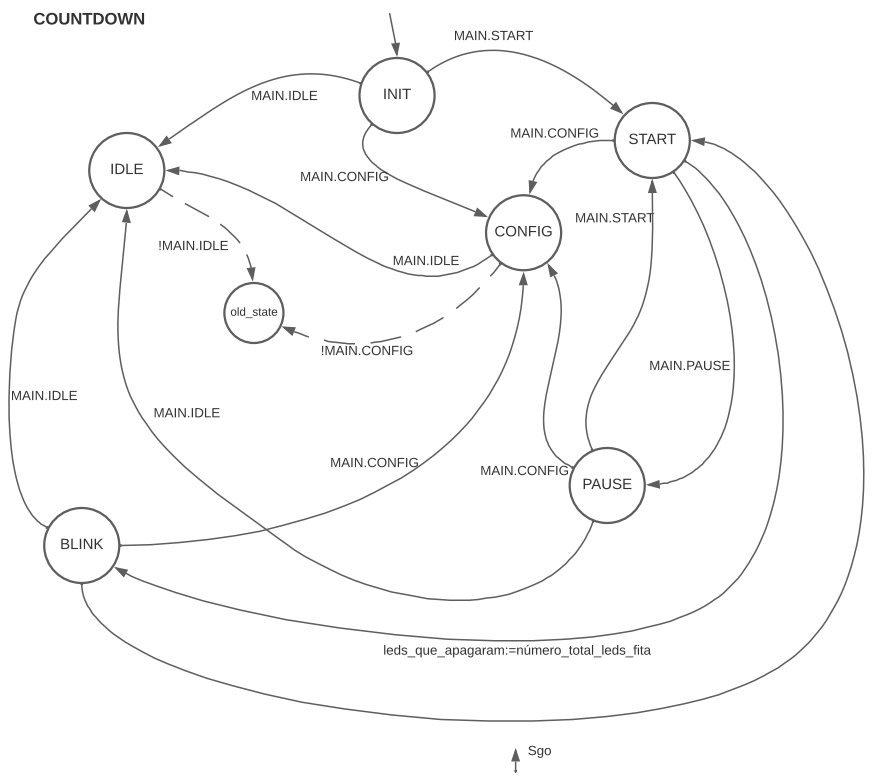 COUNTDOWN
MAIN.START
INIT
MAIN.IDLE
MAIN.CONFIG
START
IDLE
MAIN.CONFIG
MAIN.START
CONFIG
!MAIN.IDLE
MAIN.IDLE
old_state
!MAIN.CONFIG
MAIN.PAUSE
MAIN.IDLE
MAIN.IDLE
MAIN.CONFIG
MAIN.CONFIG
PAUSE
BLINK
leds_que_apagaram:=número_total_leds_fita
Sgo